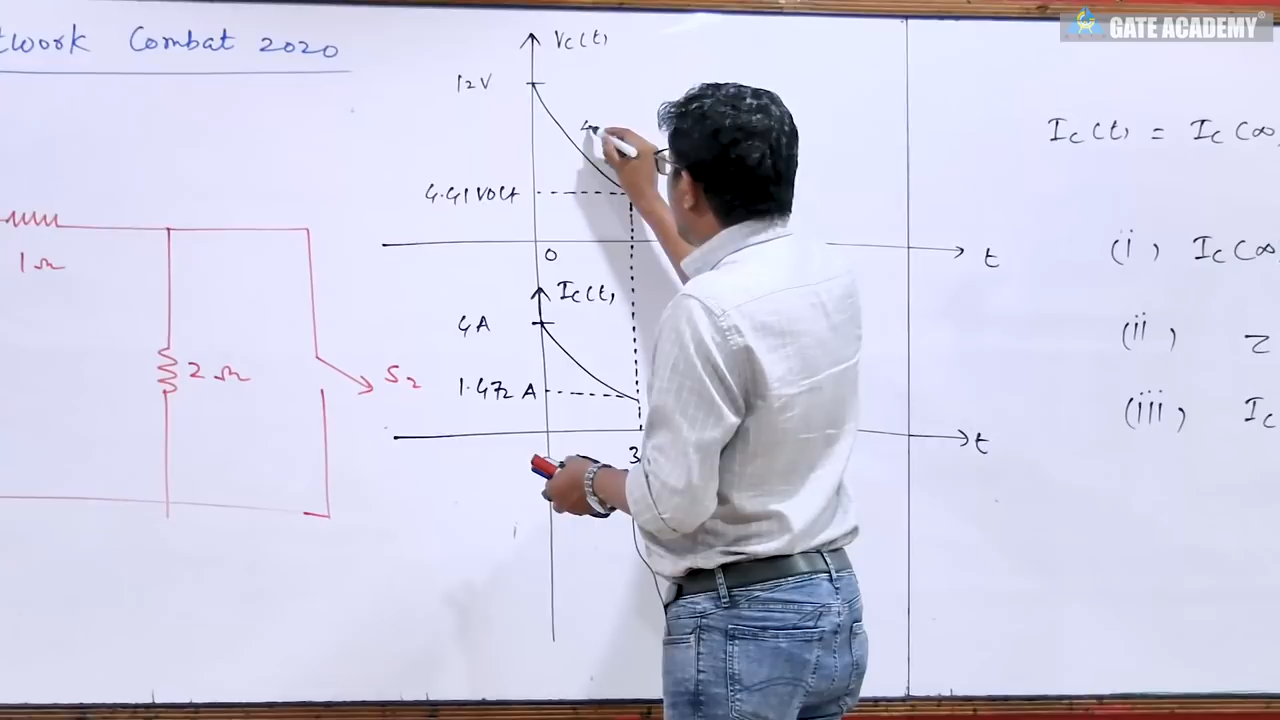 GATE ACADEMY
twork Combat 2020
1Ω
2Ω
S2
Vc(t)
12V
4.41 VOLT
0
t
Ic(t)
4A
1.472 A
3
t
Ic(t) = Ic(∞
(i) Ic(∞
(ii)
(iii) Ic